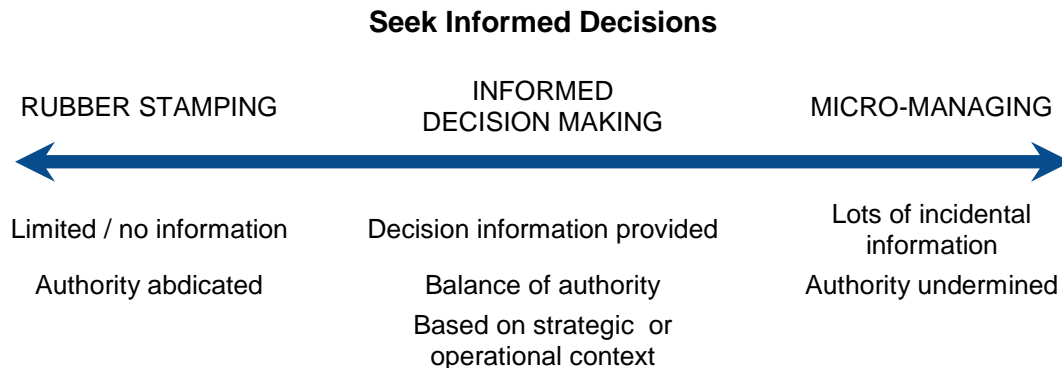 Seek Informed Decisions
RUBBER STAMPING
INFORMED
DECISION MAKING
MICRO-MANAGING
Limited / no information
Decision information provided
Lots of incidental
information
Authority abdicated
Balance of authority
Authority undermined
Based on strategic or
operational context